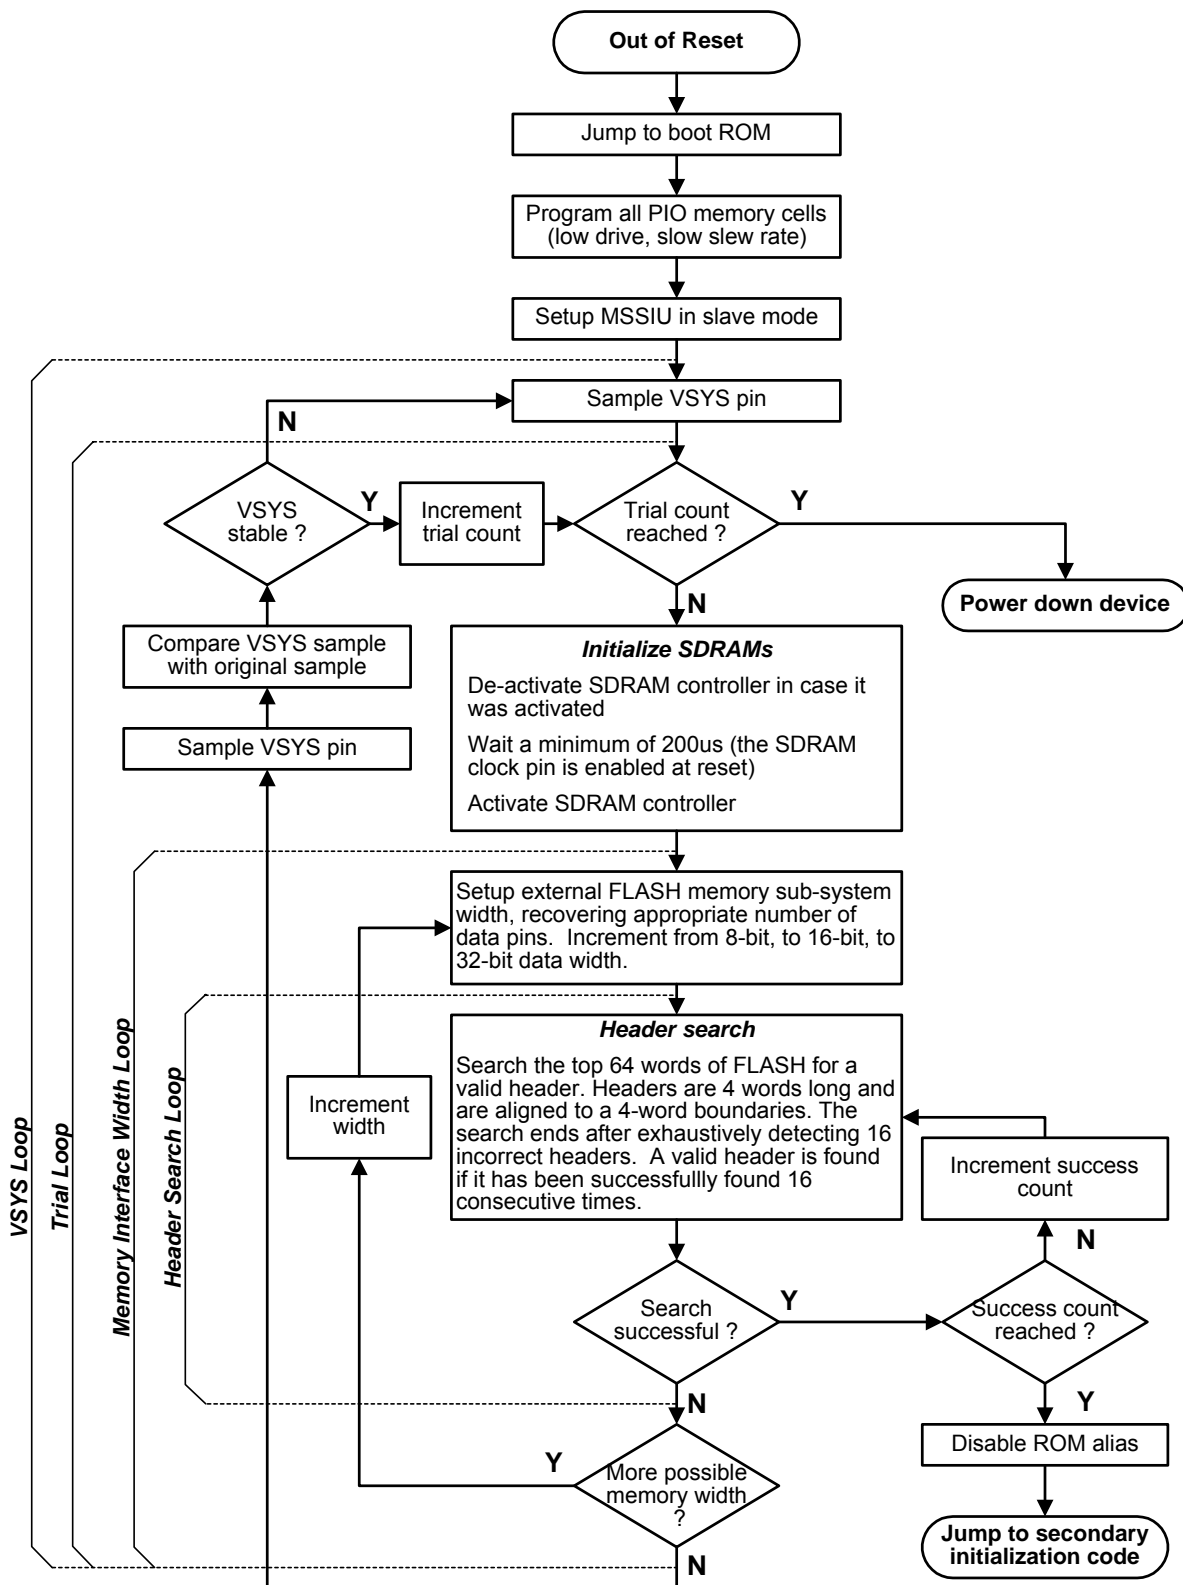 Out of Reset
Jump to boot ROM
Program all PIO memory cells
(low drive, slow slew rate)
Setup MSSIU in slave mode
Sample VSYS pin
N
VSYS
stable ?
Y
Increment
trial count
Trial count
reached ?
Y
N
Power down device
Compare VSYS sample
with original sample
Sample VSYS pin
Initialize SDRAMs
De-activate SDRAM controller in case it
was activated
Wait a minimum of 200us (the SDRAM
clock pin is enabled at reset)
Activate SDRAM controller
Setup external FLASH memory sub-system
width, recovering appropriate number of
data pins.  Increment from 8-bit, to 16-bit, to
32-bit data width.
Header search
Search the top 64 words of FLASH for a
valid header. Headers are 4 words long and
are aligned to a 4-word boundaries. The
search ends after exhaustively detecting 16
incorrect headers.  A valid header is found
if it has been successfullly found 16
consecutive times.
Increment
width
Increment success
count
N
Search
successful ?
Y
Success count
reached ?
N
Y
Disable ROM alias
More possible
memory width
?
Y
N
Jump to secondary
initialization code
VSYS Loop
Trial Loop
Memory Interface Width Loop
Header Search Loop